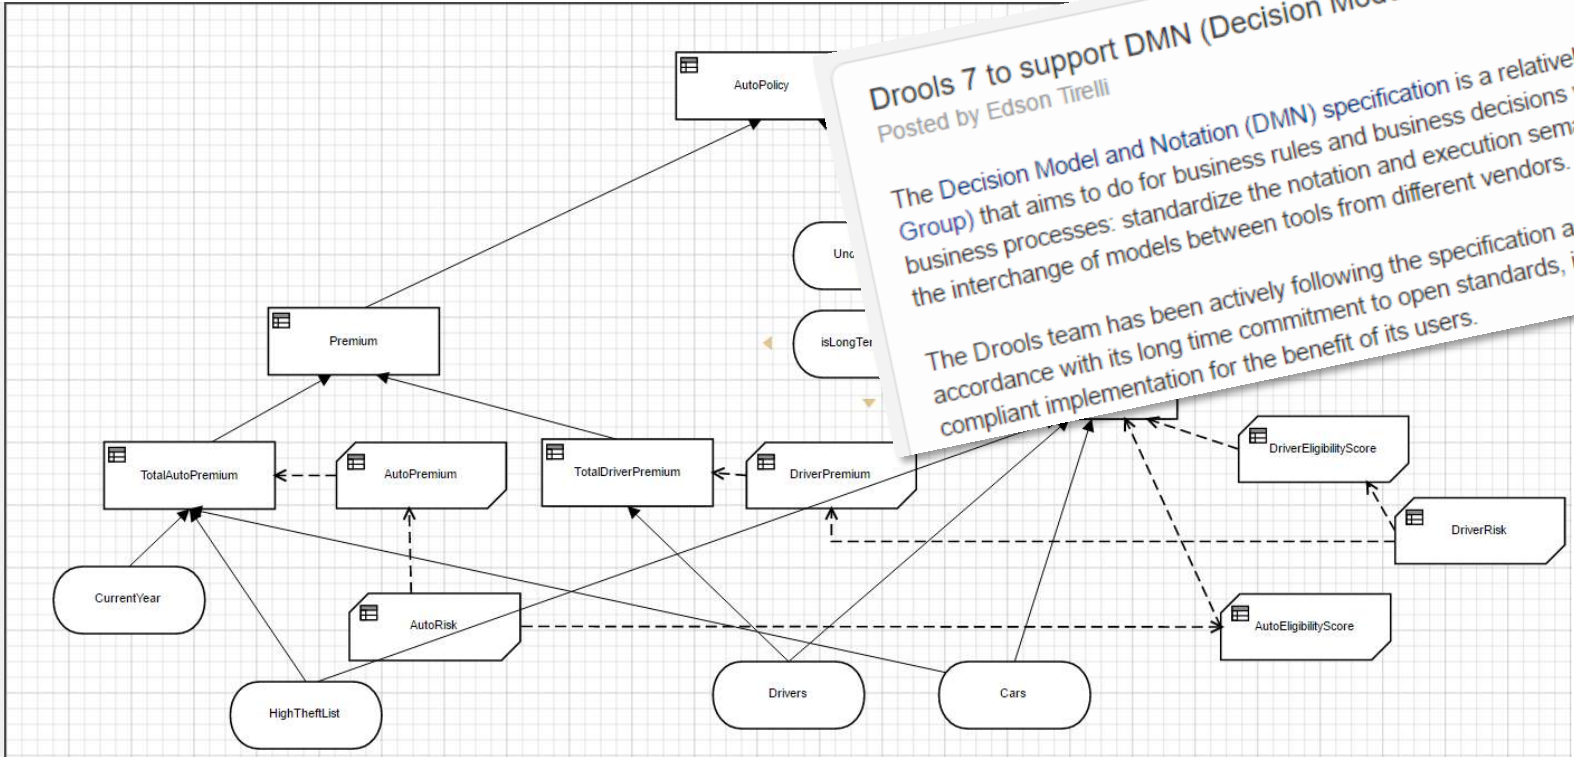 Drools 7 to support DMN (Decision
Posted by Edson Tirelli
The Decision Model and Notation (DMN) specification is a
Group) that aims to do for business rules and business decisions
business processes: standardize the notation and execution
the interchange of models between tools from different vendors.
The Drools team has been actively following the specification
accordance with its long time commitment to open standards,
compliant implementation for the benefit of its users.
AutoPolicy
Premium
TotalAutoPremium
AutoPremium
TotalDriverPremium
DriverPremium
DriverEligibilityScore
DriverRisk
CurrentYear
AutoRisk
AutoEligibilityScore
HighTheftList
Drivers
Cars